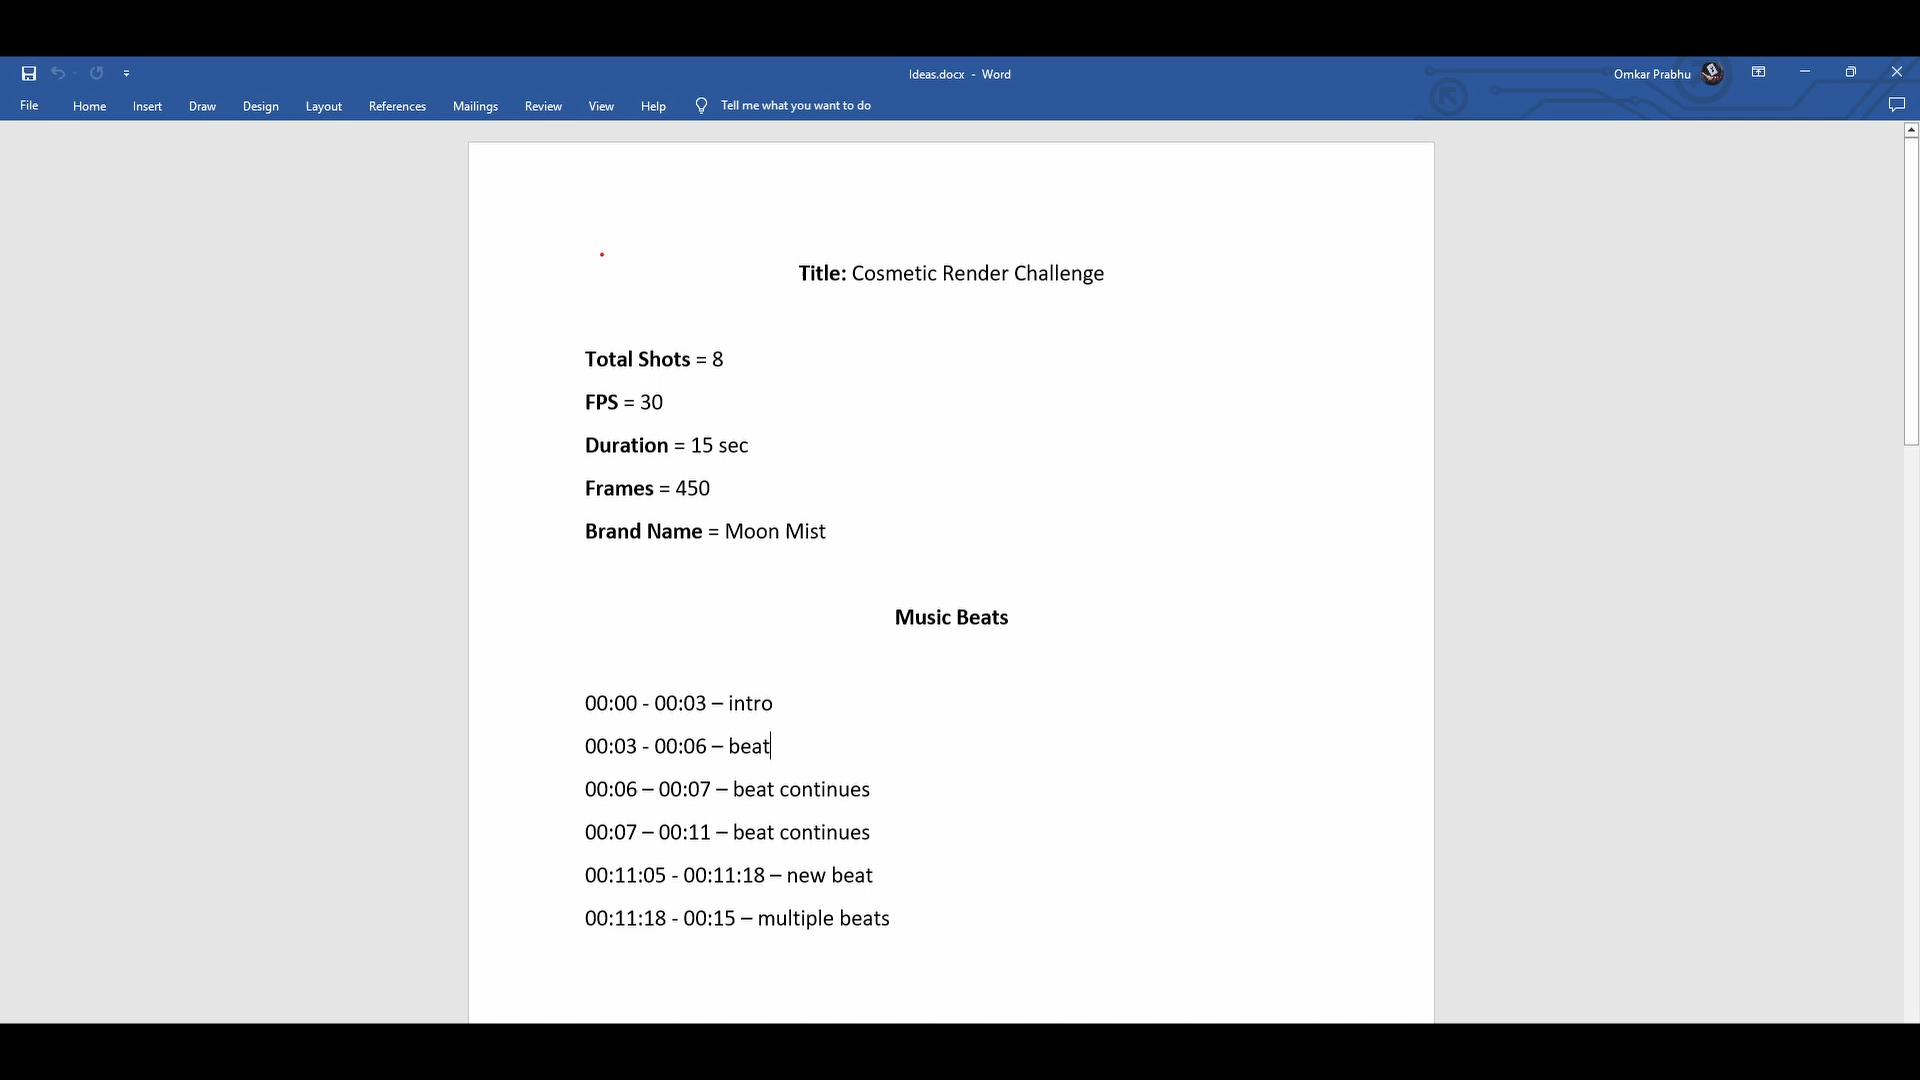 Ideas.docx - Word
Omkar Prabhu
File Home Insert Draw Design Layout References Mailings Review View Help Tell me what you want to do
Title: Cosmetic Render Challenge
Total Shots = 8
FPS = 30
Duration = 15 sec
Frames = 450
Brand Name = Moon Mist
Music Beats
00:00 - 00:03 – intro
00:03 - 00:06 – beat
00:06 – 00:07 – beat continues
00:07 – 00:11 – beat continues
00:11:05 - 00:11:18 – new beat
00:11:18 - 00:15 – multiple beats